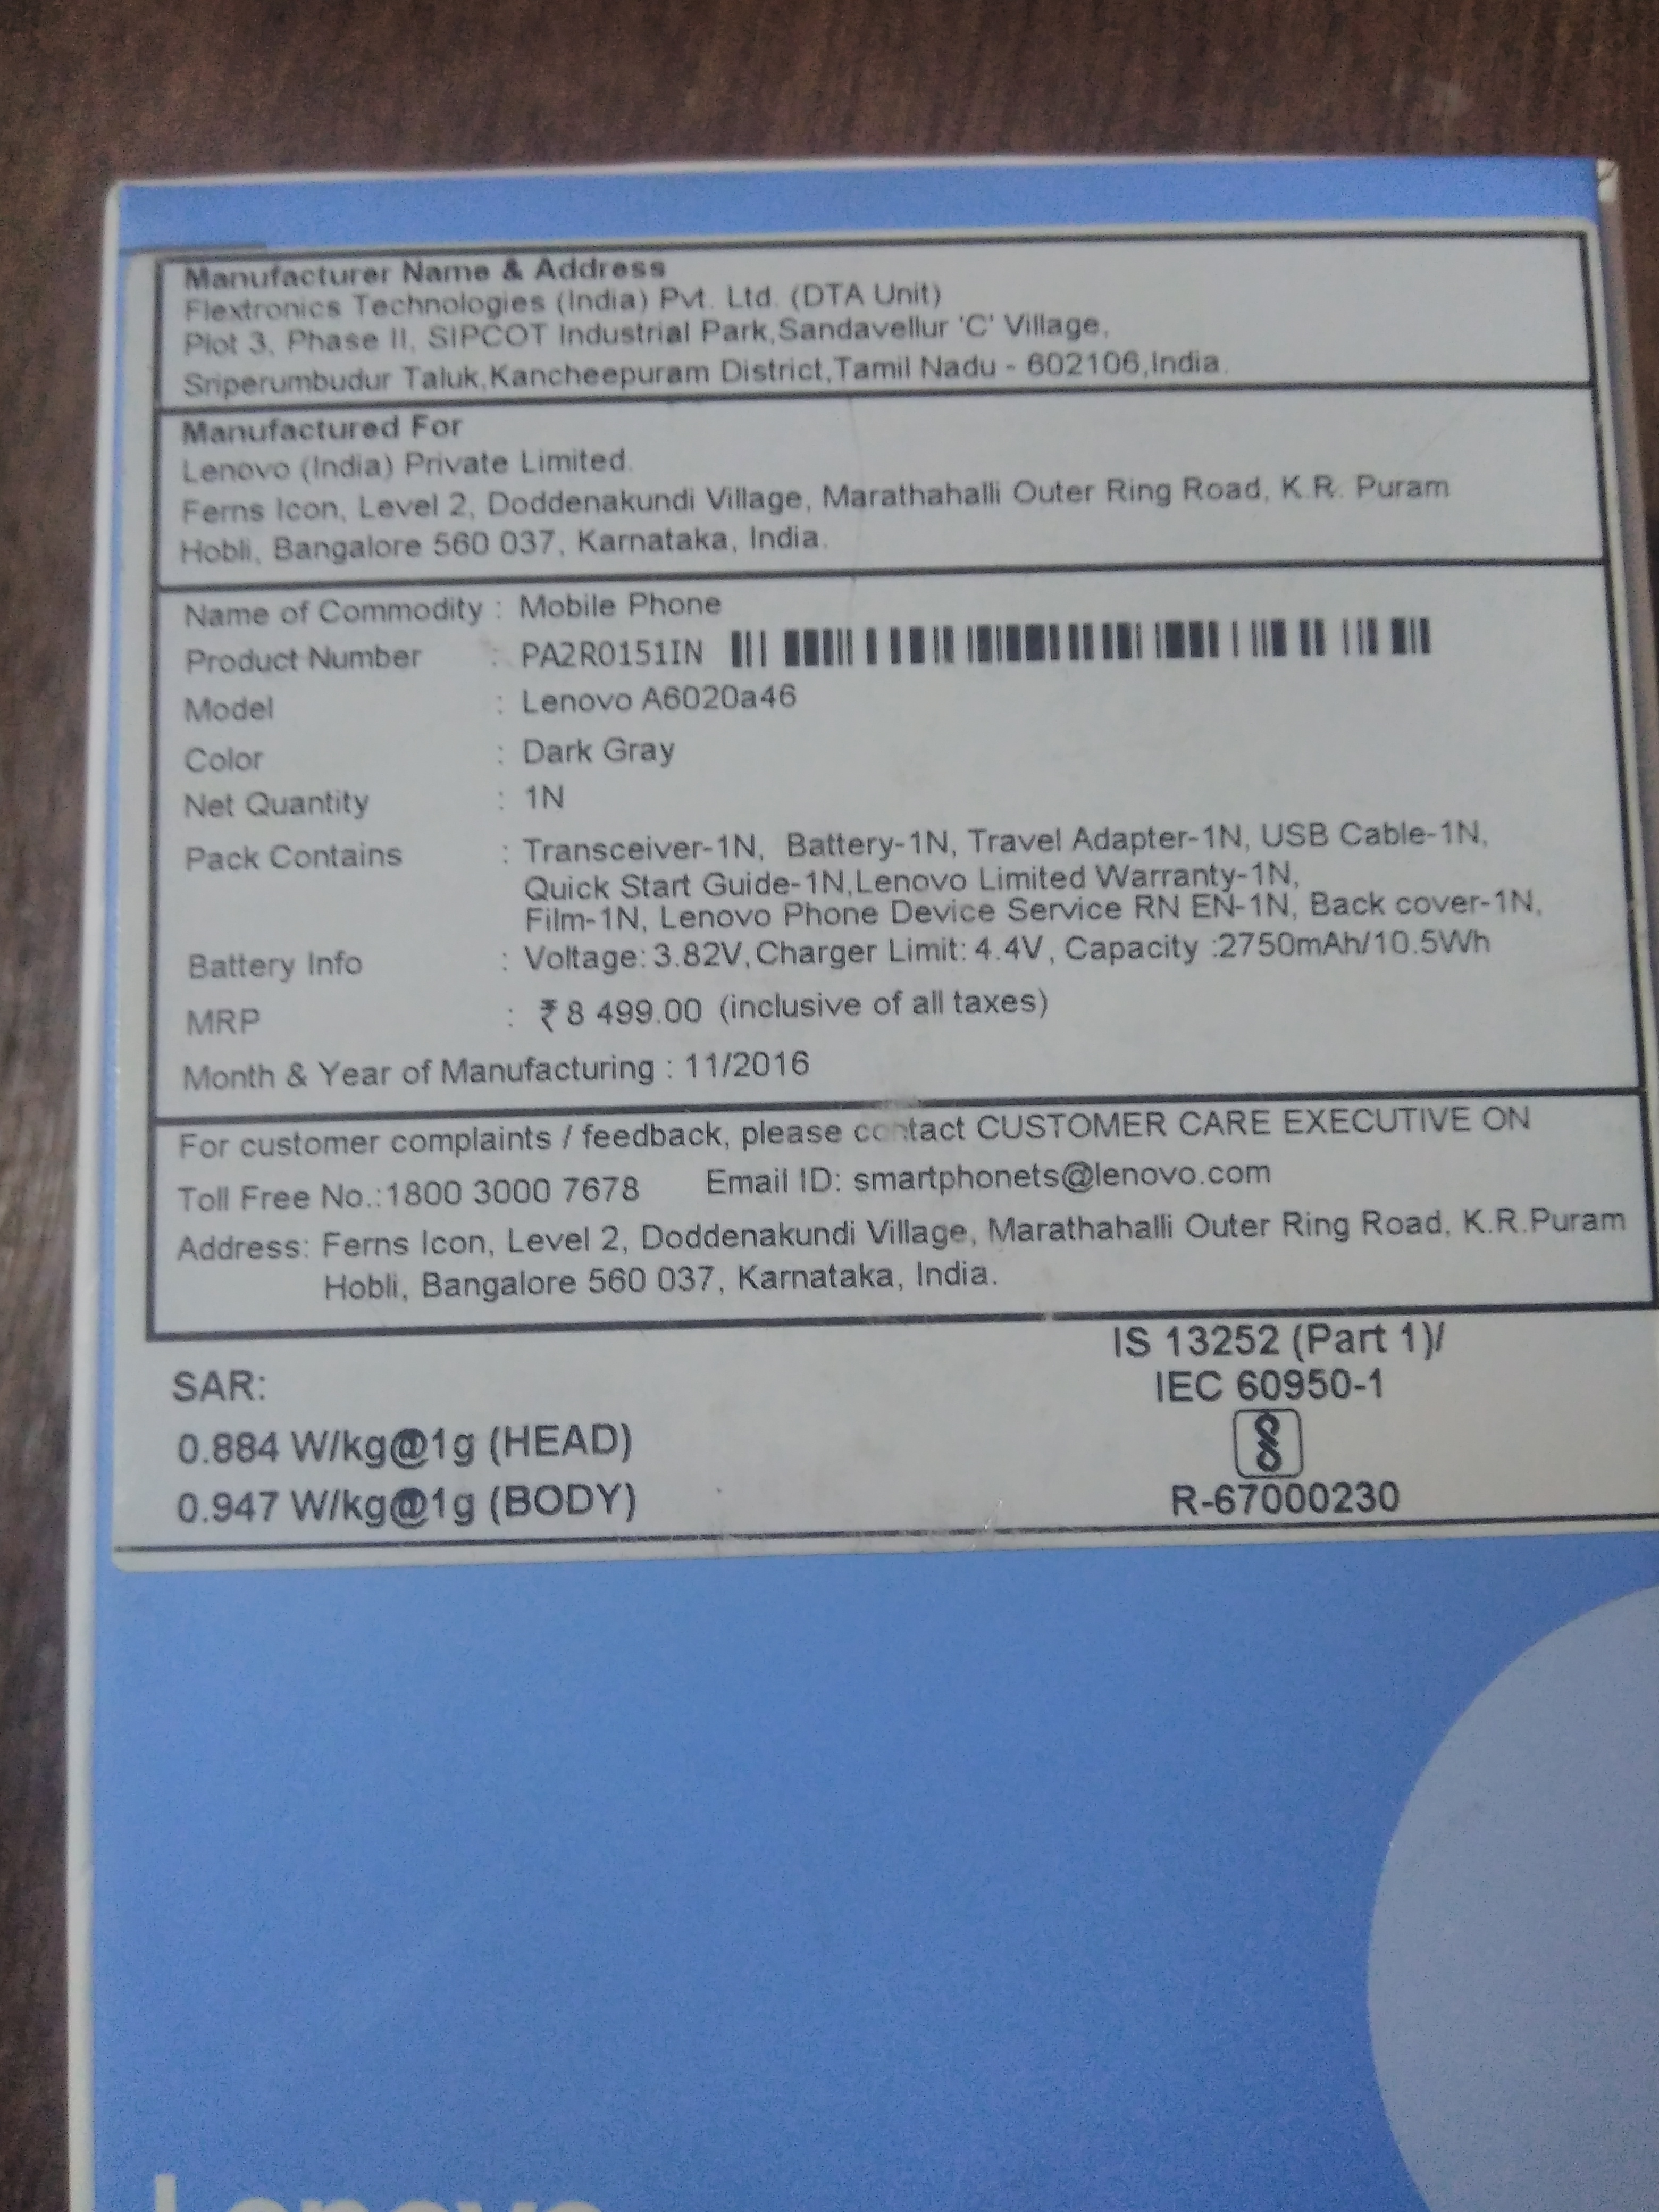 Manufacturer Name & Address
Flextronics Technologies (India) Pvt. Ltd. (DTA Unit)
Plot 3, Phase II, SIPCOT Industrial Park,Sandavellur 'C' Village,
Sriperumbudur Taluk,Kancheepuram District,Tamil Nadu - 602106,India.
Manufactured For
Lenovo (India) Private Limited.
Ferns Icon, Level 2, Doddenakundi Village, Marathahalli Outer Ring Road, K.R. Puram
Hobli, Bangalore 560 037, Karnataka, India.
Name of Commodity : Mobile Phone
Product Number : PA2R0151IN
Model : Lenovo A6020a46
Color : Dark Gray
Net Quantity : 1N
Pack Contains : Transceiver-1N, Battery-1N, Travel Adapter-1N, USB Cable-1N,
Quick Start Guide-1N,Lenovo Limited Warranty-1N,
Film-1N, Lenovo Phone Device Service RN EN-1N, Back cover-1N,
Battery Info : Voltage: 3.82V,Charger Limit: 4.4V, Capacity :2750mAh/10.5Wh
MRP : ₹ 8 499.00 (inclusive of all taxes)
Month & Year of Manufacturing : 11/2016
For customer complaints / feedback, please contact CUSTOMER CARE EXECUTIVE ON
Toll Free No.:1800 3000 7678 Email ID: smartphonets@lenovo.com
Address: Ferns Icon, Level 2, Doddenakundi Village, Marathahalli Outer Ring Road, K.R.Puram
Hobli, Bangalore 560 037, Karnataka, India.
IS 13252 (Part 1)/
IEC 60950-1
SAR:
0.884 W/kg@1g (HEAD)
0.947 W/kg@1g (BODY)
R-67000230
Lenovo